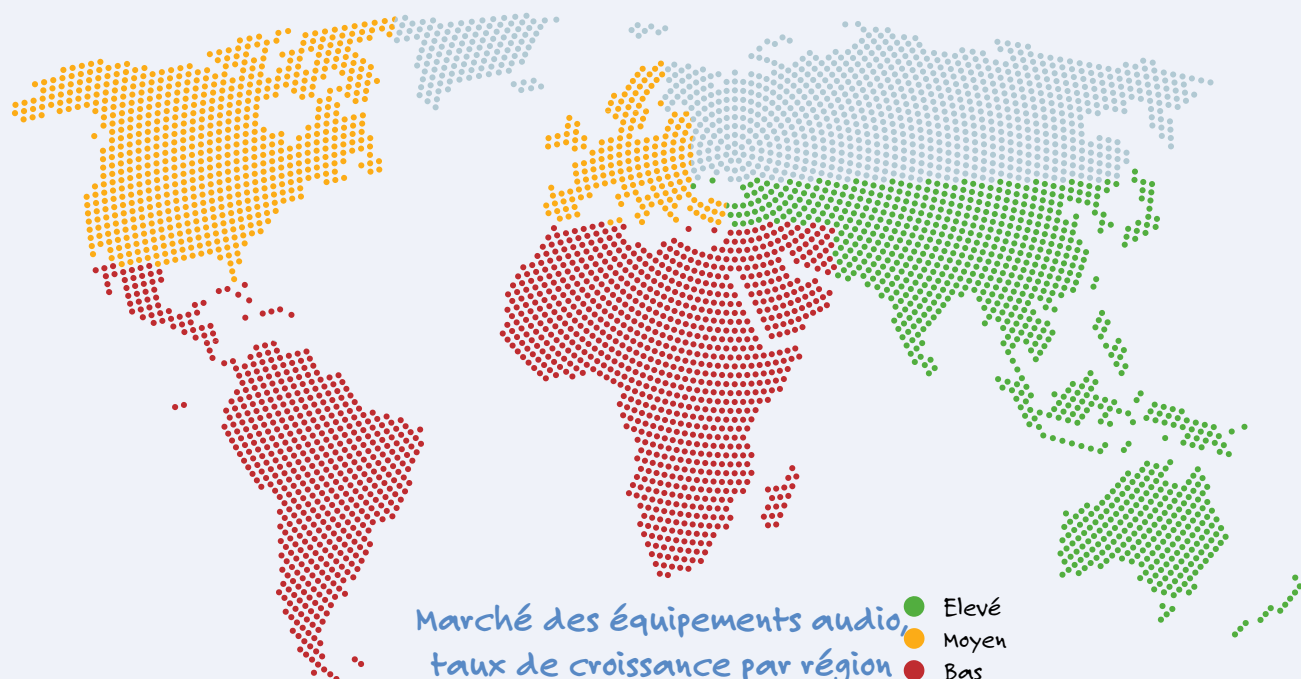 Marché des équipements audio,
taux de croissance par région
Elevé
Moyen
Bas